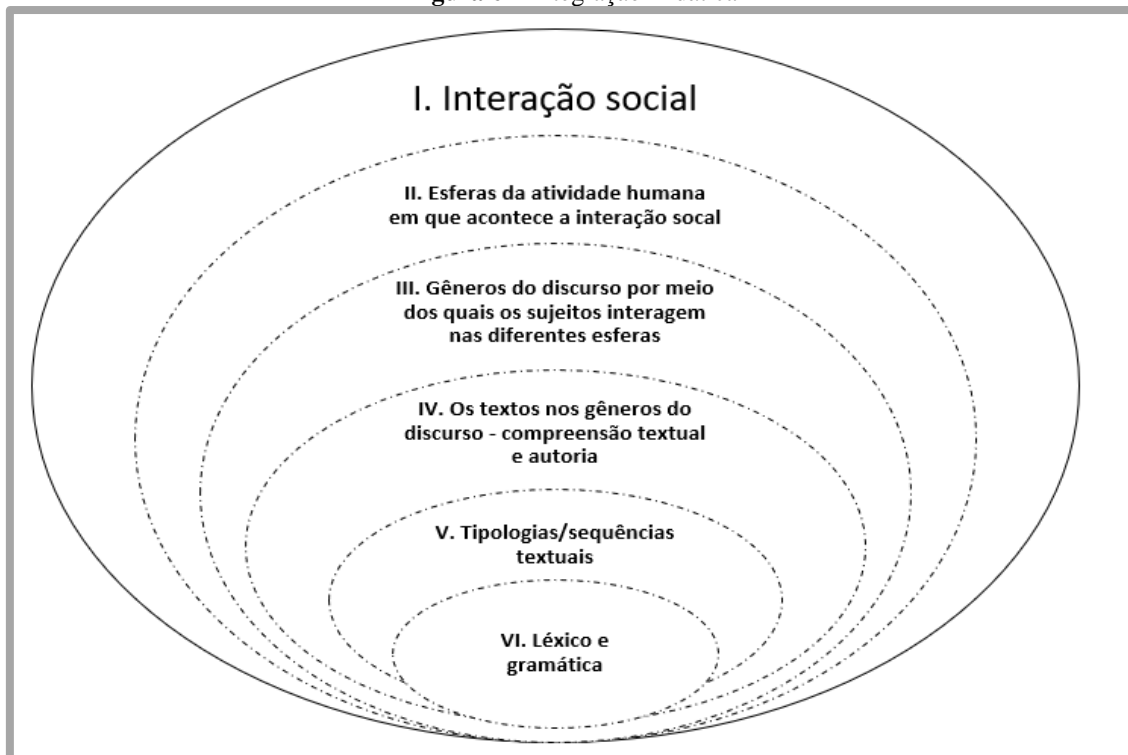 I. Interação social
II. Esferas da atividade humana
em que acontece a interação socal
III. Gêneros do discurso por meio
dos quais os sujeitos interagem
nas diferentes esferas
IV. Os textos nos gêneros do
discurso - compreensão textual
e autoria
V. Tipologias/sequências
textuais
VI. Léxico e
gramática